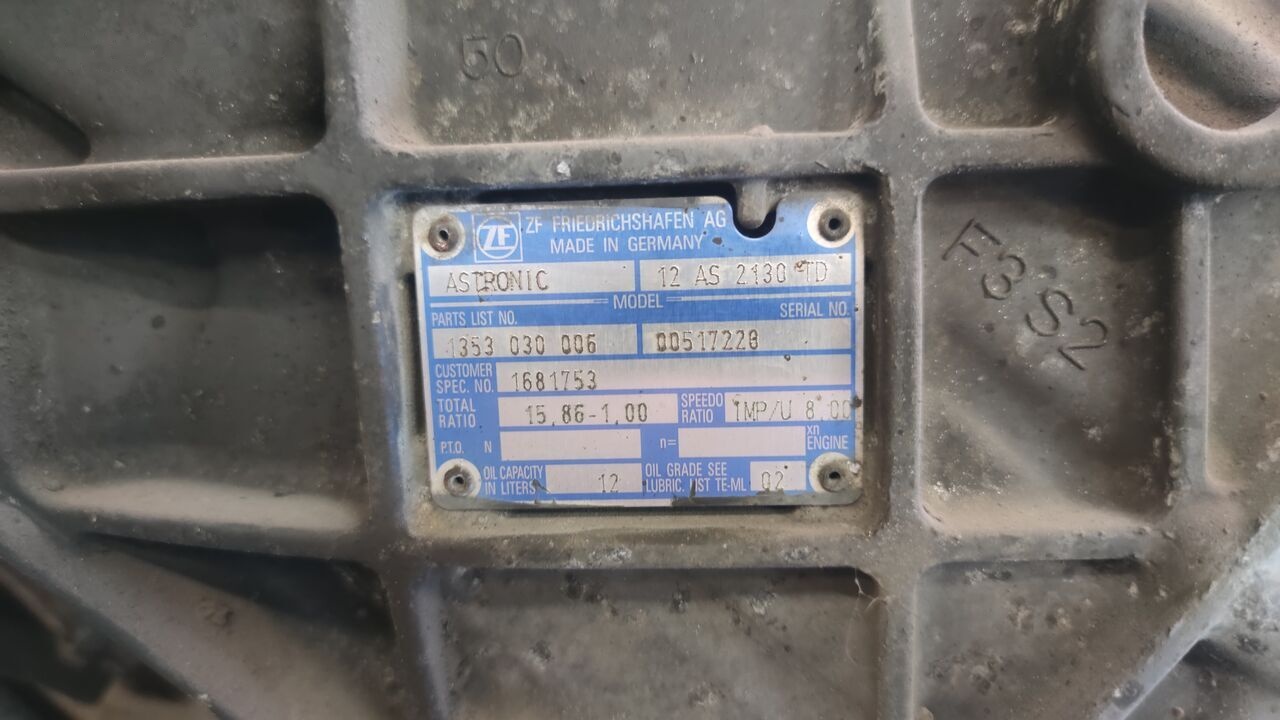 50
ZF
ZF FRIEDRICHSHAFEN AG
MADE IN GERMANY
ASTRONIC 12 AS 2130 TD
MODEL
PARTS LIST NO. SERIAL NO.
1353 030 006 00517228
CUSTOMER SPEC. NO. 1681753
TOTAL RATIO 15,86-1,00 SPEEDO RATIO IMP/U 8.00
P.T.O. N n= xn ENGINE
OIL CAPACITY IN LITERS 12 OIL GRADE SEE LUBRIC. LIST TE-ML 02
F3S2